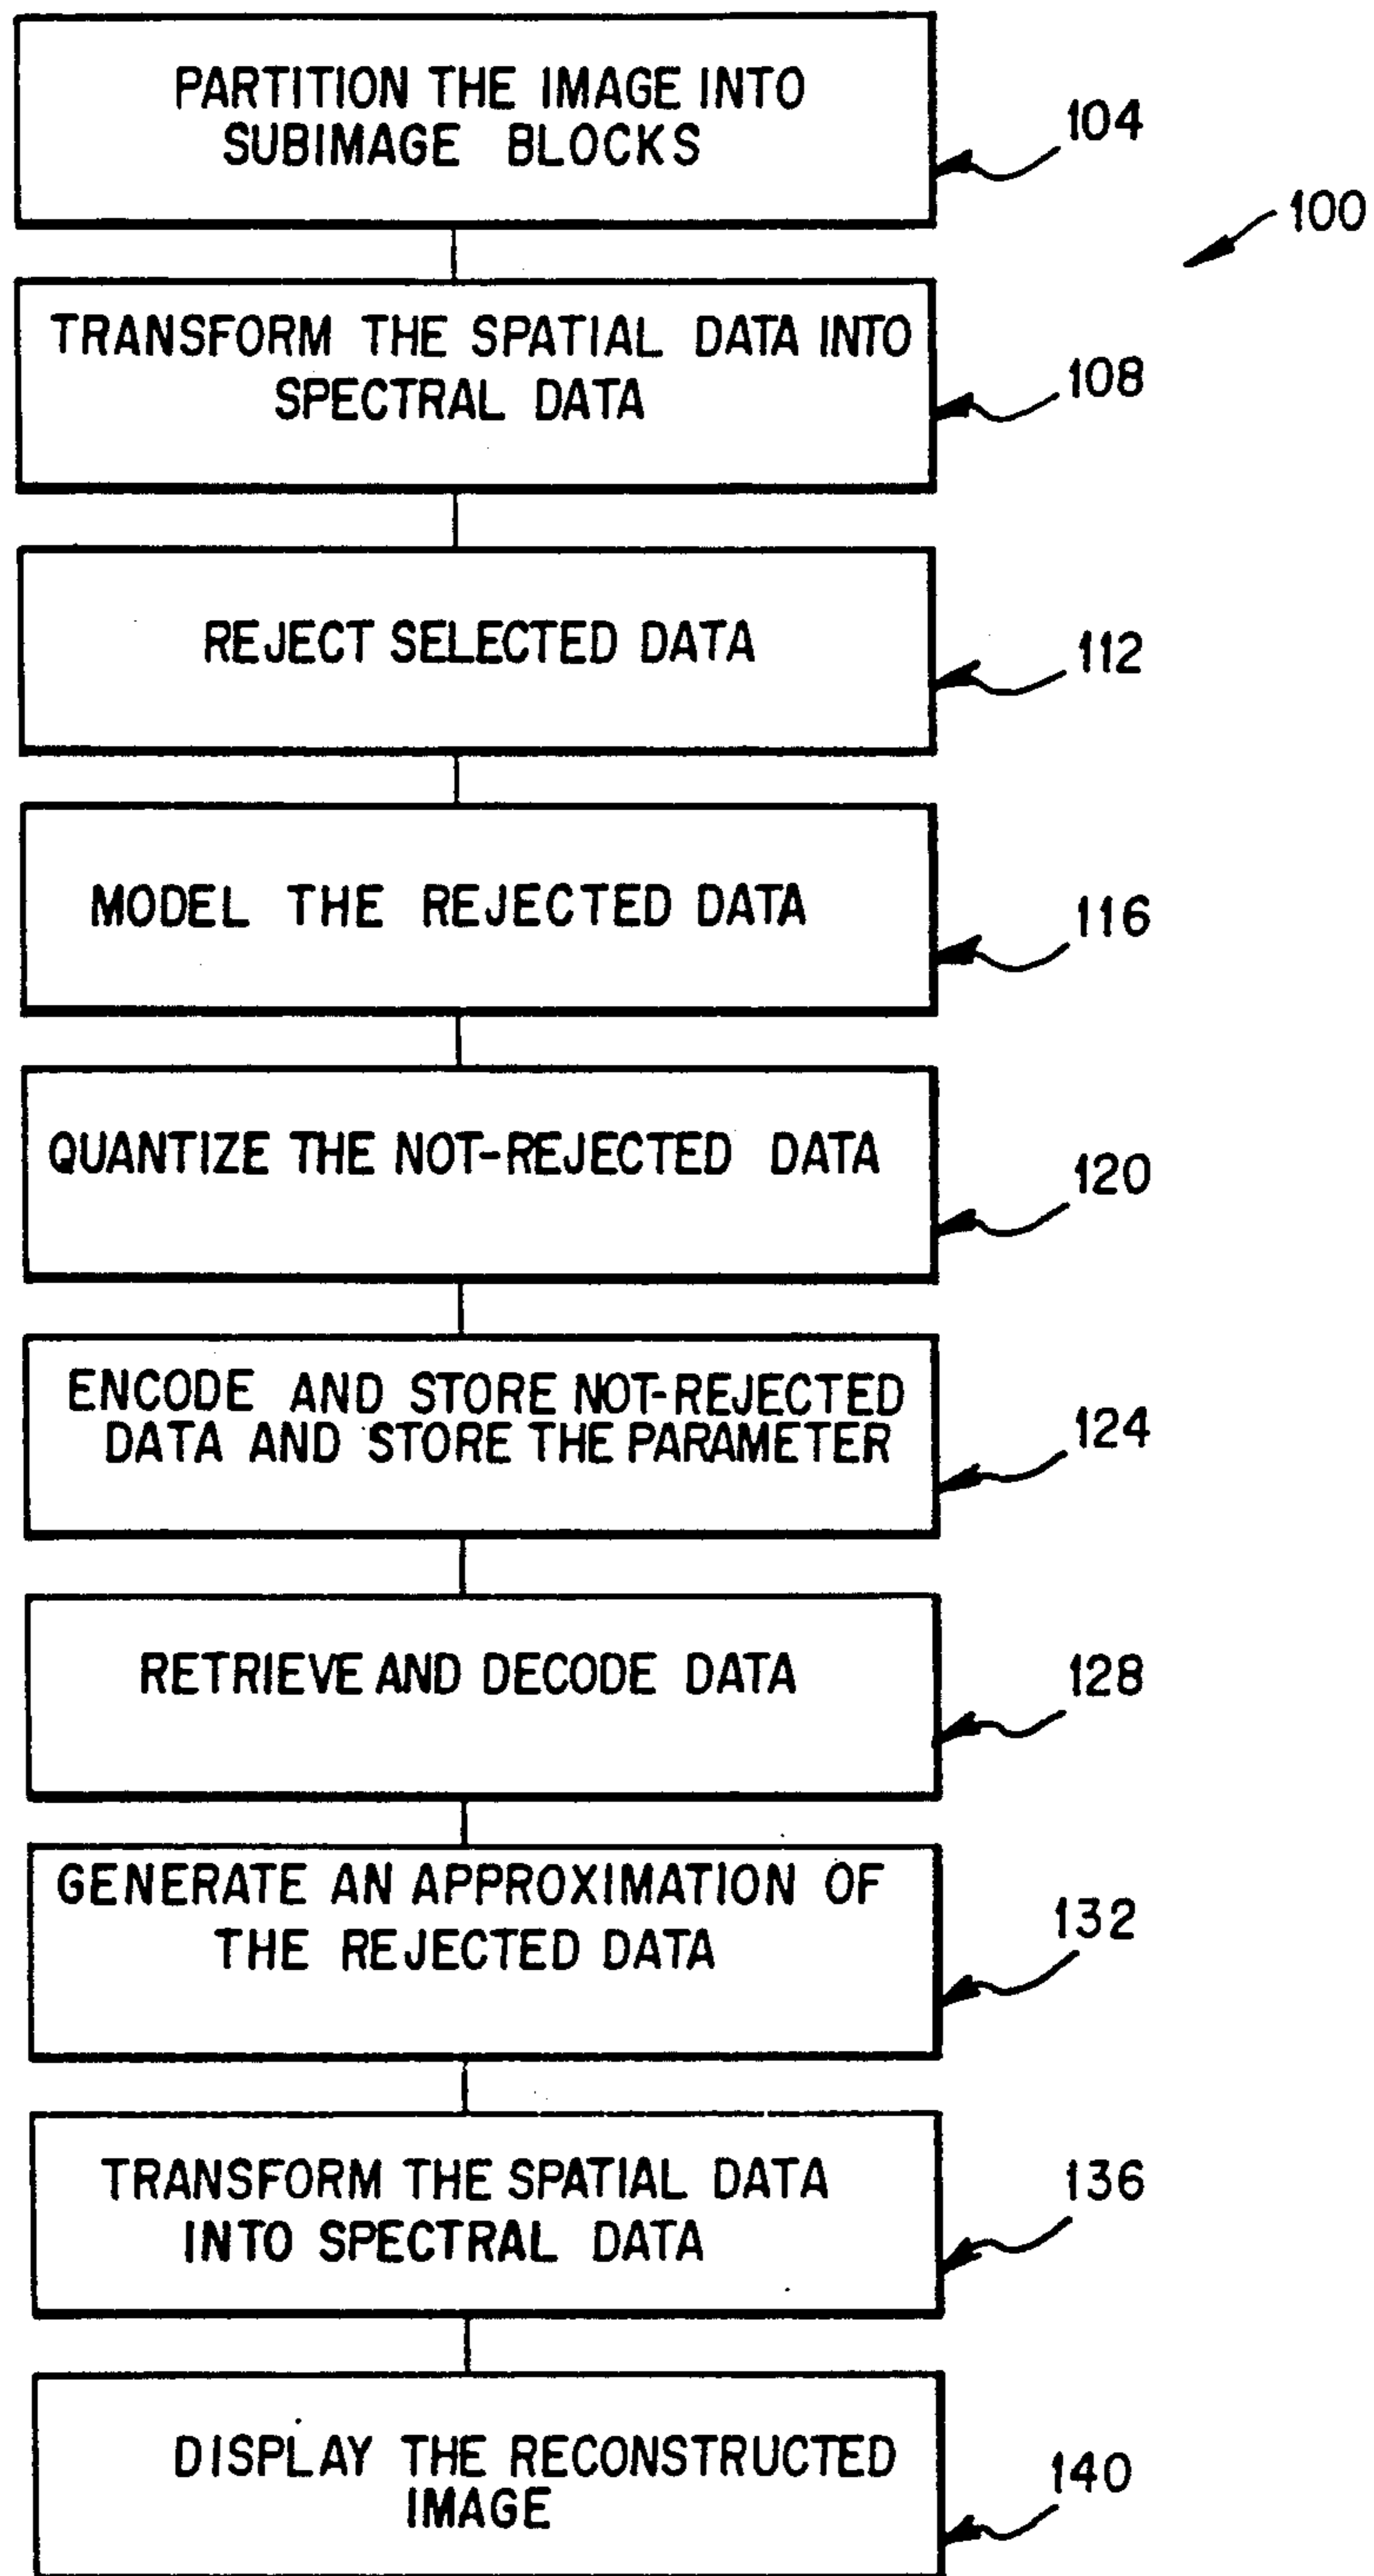 PARTITION THE IMAGE INTO
SUBIMAGE BLOCKS
104
100
TRANSFORM THE SPATIAL DATA INTO
SPECTRAL DATA
108
REJECT SELECTED DATA
112
MODEL THE REJECTED DATA
116
QUANTIZE THE NOT-REJECTED DATA
120
ENCODE AND STORE NOT-REJECTED
DATA AND STORE THE PARAMETER
124
RETRIEVE AND DECODE DATA
128
GENERATE AN APPROXIMATION OF
THE REJECTED DATA
132
TRANSFORM THE SPATIAL DATA
INTO SPECTRAL DATA
136
DISPLAY THE RECONSTRUCTED
IMAGE
140